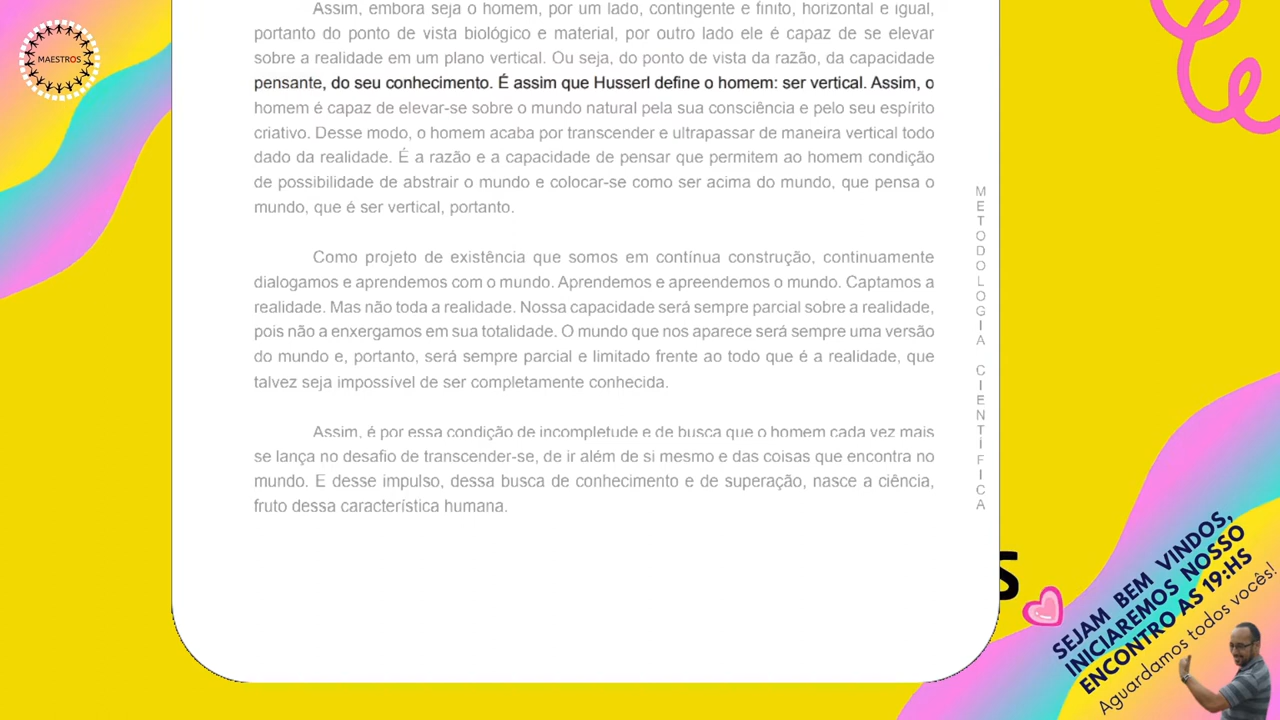 MAESTROS
Assim, embora seja o homem, por um lado, contingente e finito, horizontal e igual,
portanto do ponto de vista biológico e material, por outro lado ele é capaz de se elevar
sobre a realidade em um plano vertical. Ou seja, do ponto de vista da razão, da capacidade
pensante, do seu conhecimento. É assim que Husserl define o homem: ser vertical. Assim, o
homem é capaz de elevar-se sobre o mundo natural pela sua consciência e pelo seu espírito
criativo. Desse modo, o homem acaba por transcender e ultrapassar de maneira vertical todo
dado da realidade. É a razão e a capacidade de pensar que permitem ao homem condição
de possibilidade de abstrair o mundo e colocar-se como ser acima do mundo, que pensa o
mundo, que é ser vertical, portanto.
Como projeto de existência que somos em contínua construção, continuamente
dialogamos e aprendemos com o mundo. Aprendemos e apreendemos o mundo. Captamos a
realidade. Mas não toda a realidade. Nossa capacidade será sempre parcial sobre a realidade,
pois não a enxergamos em sua totalidade. O mundo que nos aparece será sempre uma versão
do mundo e, portanto, será sempre parcial e limitado frente ao todo que é a realidade, que
talvez seja impossível de ser completamente conhecida.
Assim, é por essa condição de incompletude e de busca que o homem cada vez mais
se lança no desafio de transcender-se, de ir além de si mesmo e das coisas que encontra no
mundo. E desse impulso, dessa busca de conhecimento e de superação, nasce a ciência,
fruto dessa característica humana.
METODOLOGIA CIENTÍFICA
S
SEJAM BEM VINDOS,
INICIAREMOS NOSSO
ENCONTRO AS 19:HS
Aguardamos todos vocês!